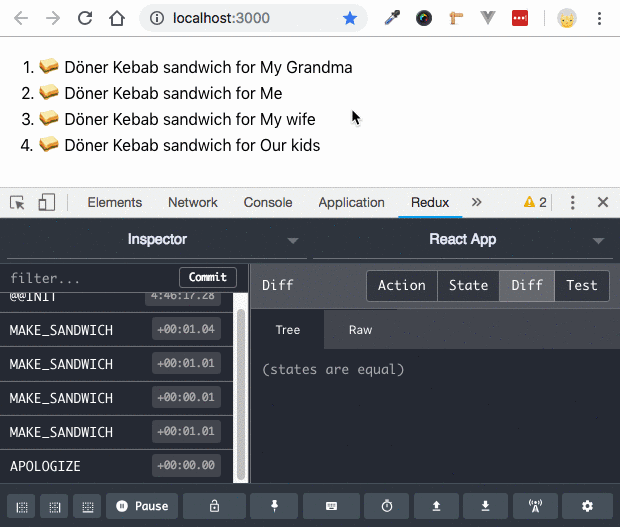 localhost:3000
1. Döner Kebab sandwich for My Grandma
2. Döner Kebab sandwich for Me
3. Döner Kebab sandwich for My wife
4. Döner Kebab sandwich for Our kids
Elements Network Console Application Redux 2
Inspector React App
filter... Commit Diff Action State Diff Test
@@INIT 4:46:17.28
Tree Raw
MAKE_SANDWICH +00:01.04
MAKE_SANDWICH +00:01.01
(states are equal)
MAKE_SANDWICH +00:00.01
MAKE_SANDWICH +00:01.01
APOLOGIZE +00:00.00
Pause